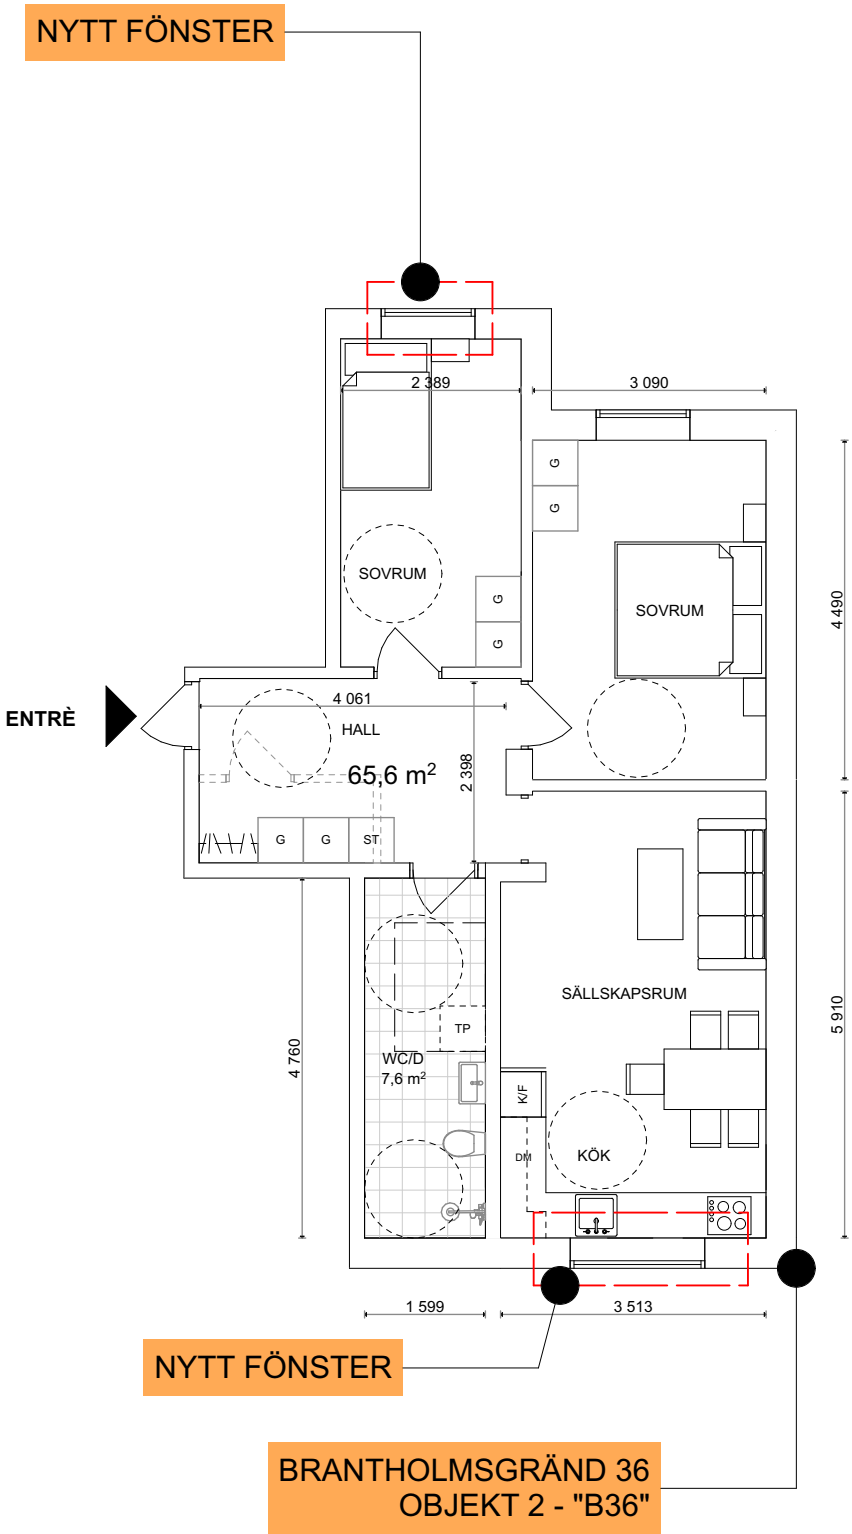 NYTT FÖNSTER
2 389
3 090
G
G
SOVRUM
G
G
SOVRUM
4 490
ENTRÈ
4 061
HALL
65,6 m²
2 398
G
G
ST
SÄLLSKAPSRUM
5 910
TP
4 760
WC/D
7,6 m²
K/F
DM
KÖK
1 599
3 513
NYTT FÖNSTER
BRANTHOLMSGRÄND 36
OBJEKT 2 - "B36"